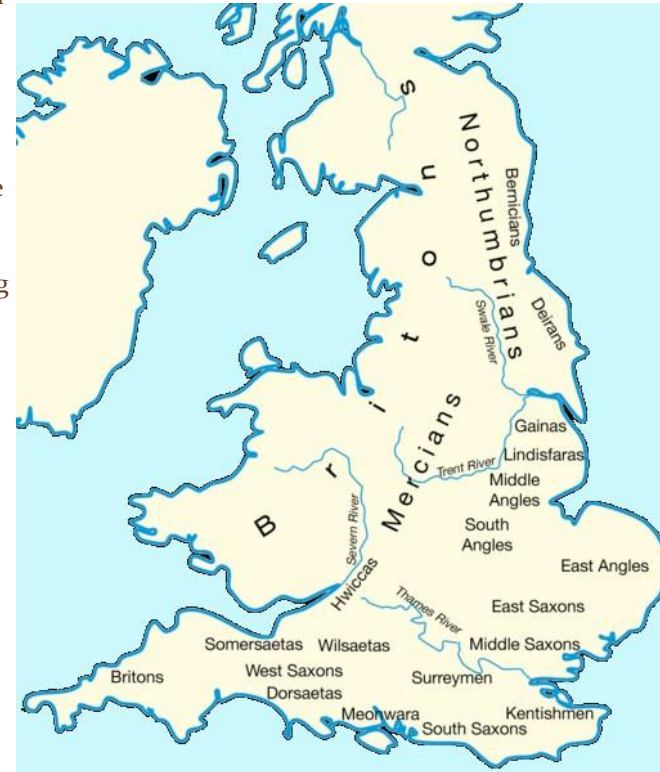 e
g
Britons
Northumbrians
Bernicians
Deirans
Swale River
Mercians
Gainas
Lindisfaras
Trent River
Middle
Angles
South
Angles
East Angles
Severn River
Hwiccas
Thames River
East Saxons
Middle Saxons
Somersaetas
Wilsaetas
Britons
West Saxons
Surreymen
Dorsaetas
Meonwara
Kentishmen
South Saxons